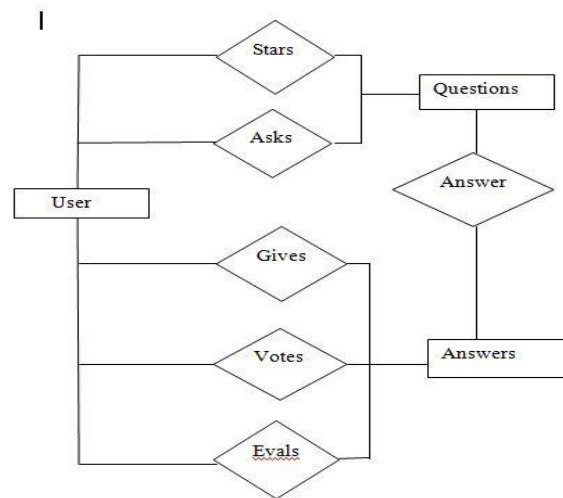 Stars
Questions
Asks
Answer
User
Gives
Votes
Answers
Evals